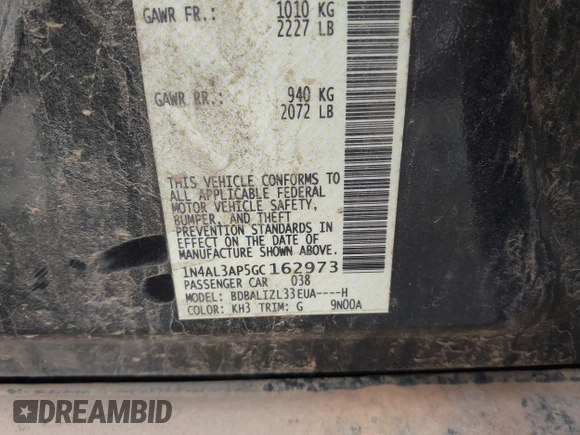 GAWR FR.: 1010 KG
2227 LB
GAWR RR.: 940 KG
2072 LB
THIS VEHICLE CONFORMS TO
ALL APPLICABLE FEDERAL
MOTOR VEHICLE SAFETY,
BUMPER, AND THEFT
PREVENTION STANDARDS IN
EFFECT ON THE DATE OF
MANUFACTURE SHOWN ABOVE.
1N4AL3AP5GC162973
PASSENGER CAR 038
MODEL: BDBALIZL33EUA----H
COLOR: KH3 TRIM: G 9N00A
DREAMBID